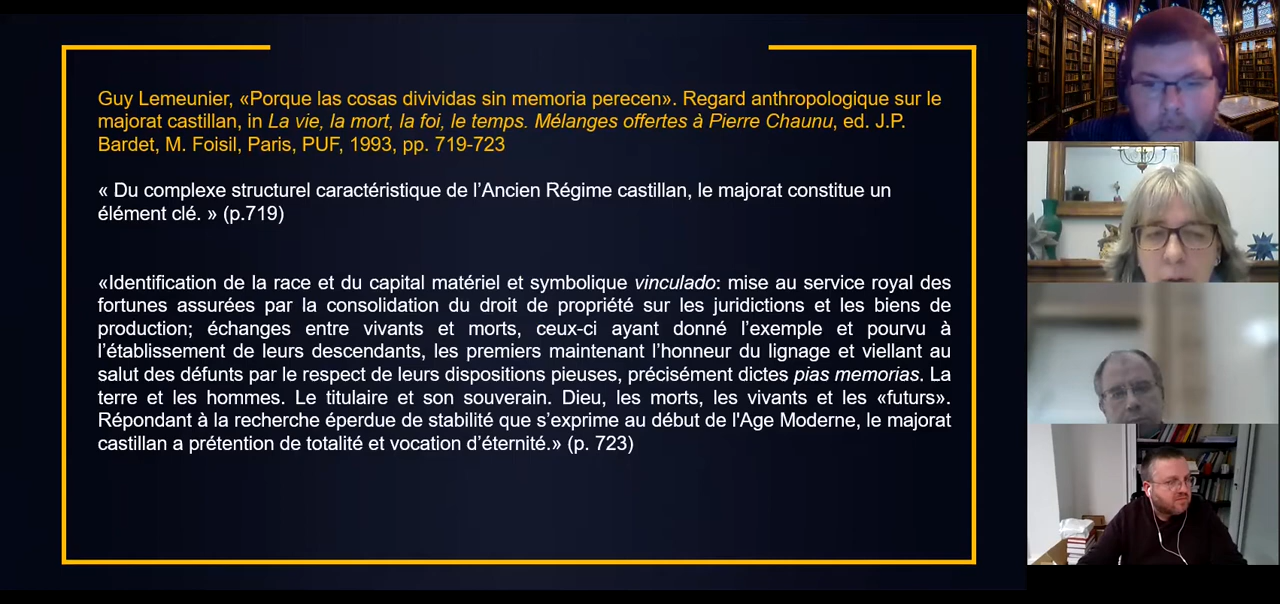 Guy Lemeunier, «Porque las cosas dividas sin memoria perecen». Regard anthropologique sur le
majorat castillan, in La vie, la mort, la foi, le temps. Mélanges offertes à Pierre Chaunu, ed. J.P.
Bardet, M. Foisil, Paris, PUF, 1993, pp. 719-723
« Du complexe structurel caractéristique de l’Ancien Régime castillan, le majorat constitue un
élément clé. » (p.719)
«Identification de la race et du capital matériel et symbolique vinculado: mise au service royal des
fortunes assurées par la consolidation du droit de propriété sur les juridictions et les biens de
production; échanges entre vivants et morts, ceux-ci ayant donné l’exemple et pourvu à
l’établissement de leurs descendants, les premiers maintenant l’honneur du lignage et viellant au
salut des défunts par le respect de leurs dispositions pieuses, précisément dictes pias memorias. La
terre et les hommes. Le titulaire et son souverain. Dieu, les morts, les vivants et les «futurs».
Répondant à la recherche éperdue de stabilité que s’exprime au début de l'Age Moderne, le majorat
castillan a prétention de totalité et vocation d’éternité.» (p. 723)